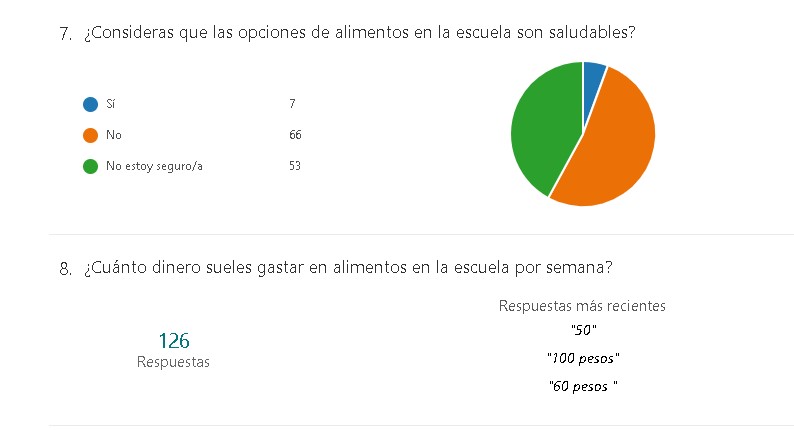 7. ¿Consideras que las opciones de alimentos en la escuela son saludables?
Sí 7
No 66
No estoy seguro/a 53
8. ¿Cuánto dinero sueles gastar en alimentos en la escuela por semana?
126
Respuestas
Respuestas más recientes
"50"
"100 pesos"
"60 pesos "